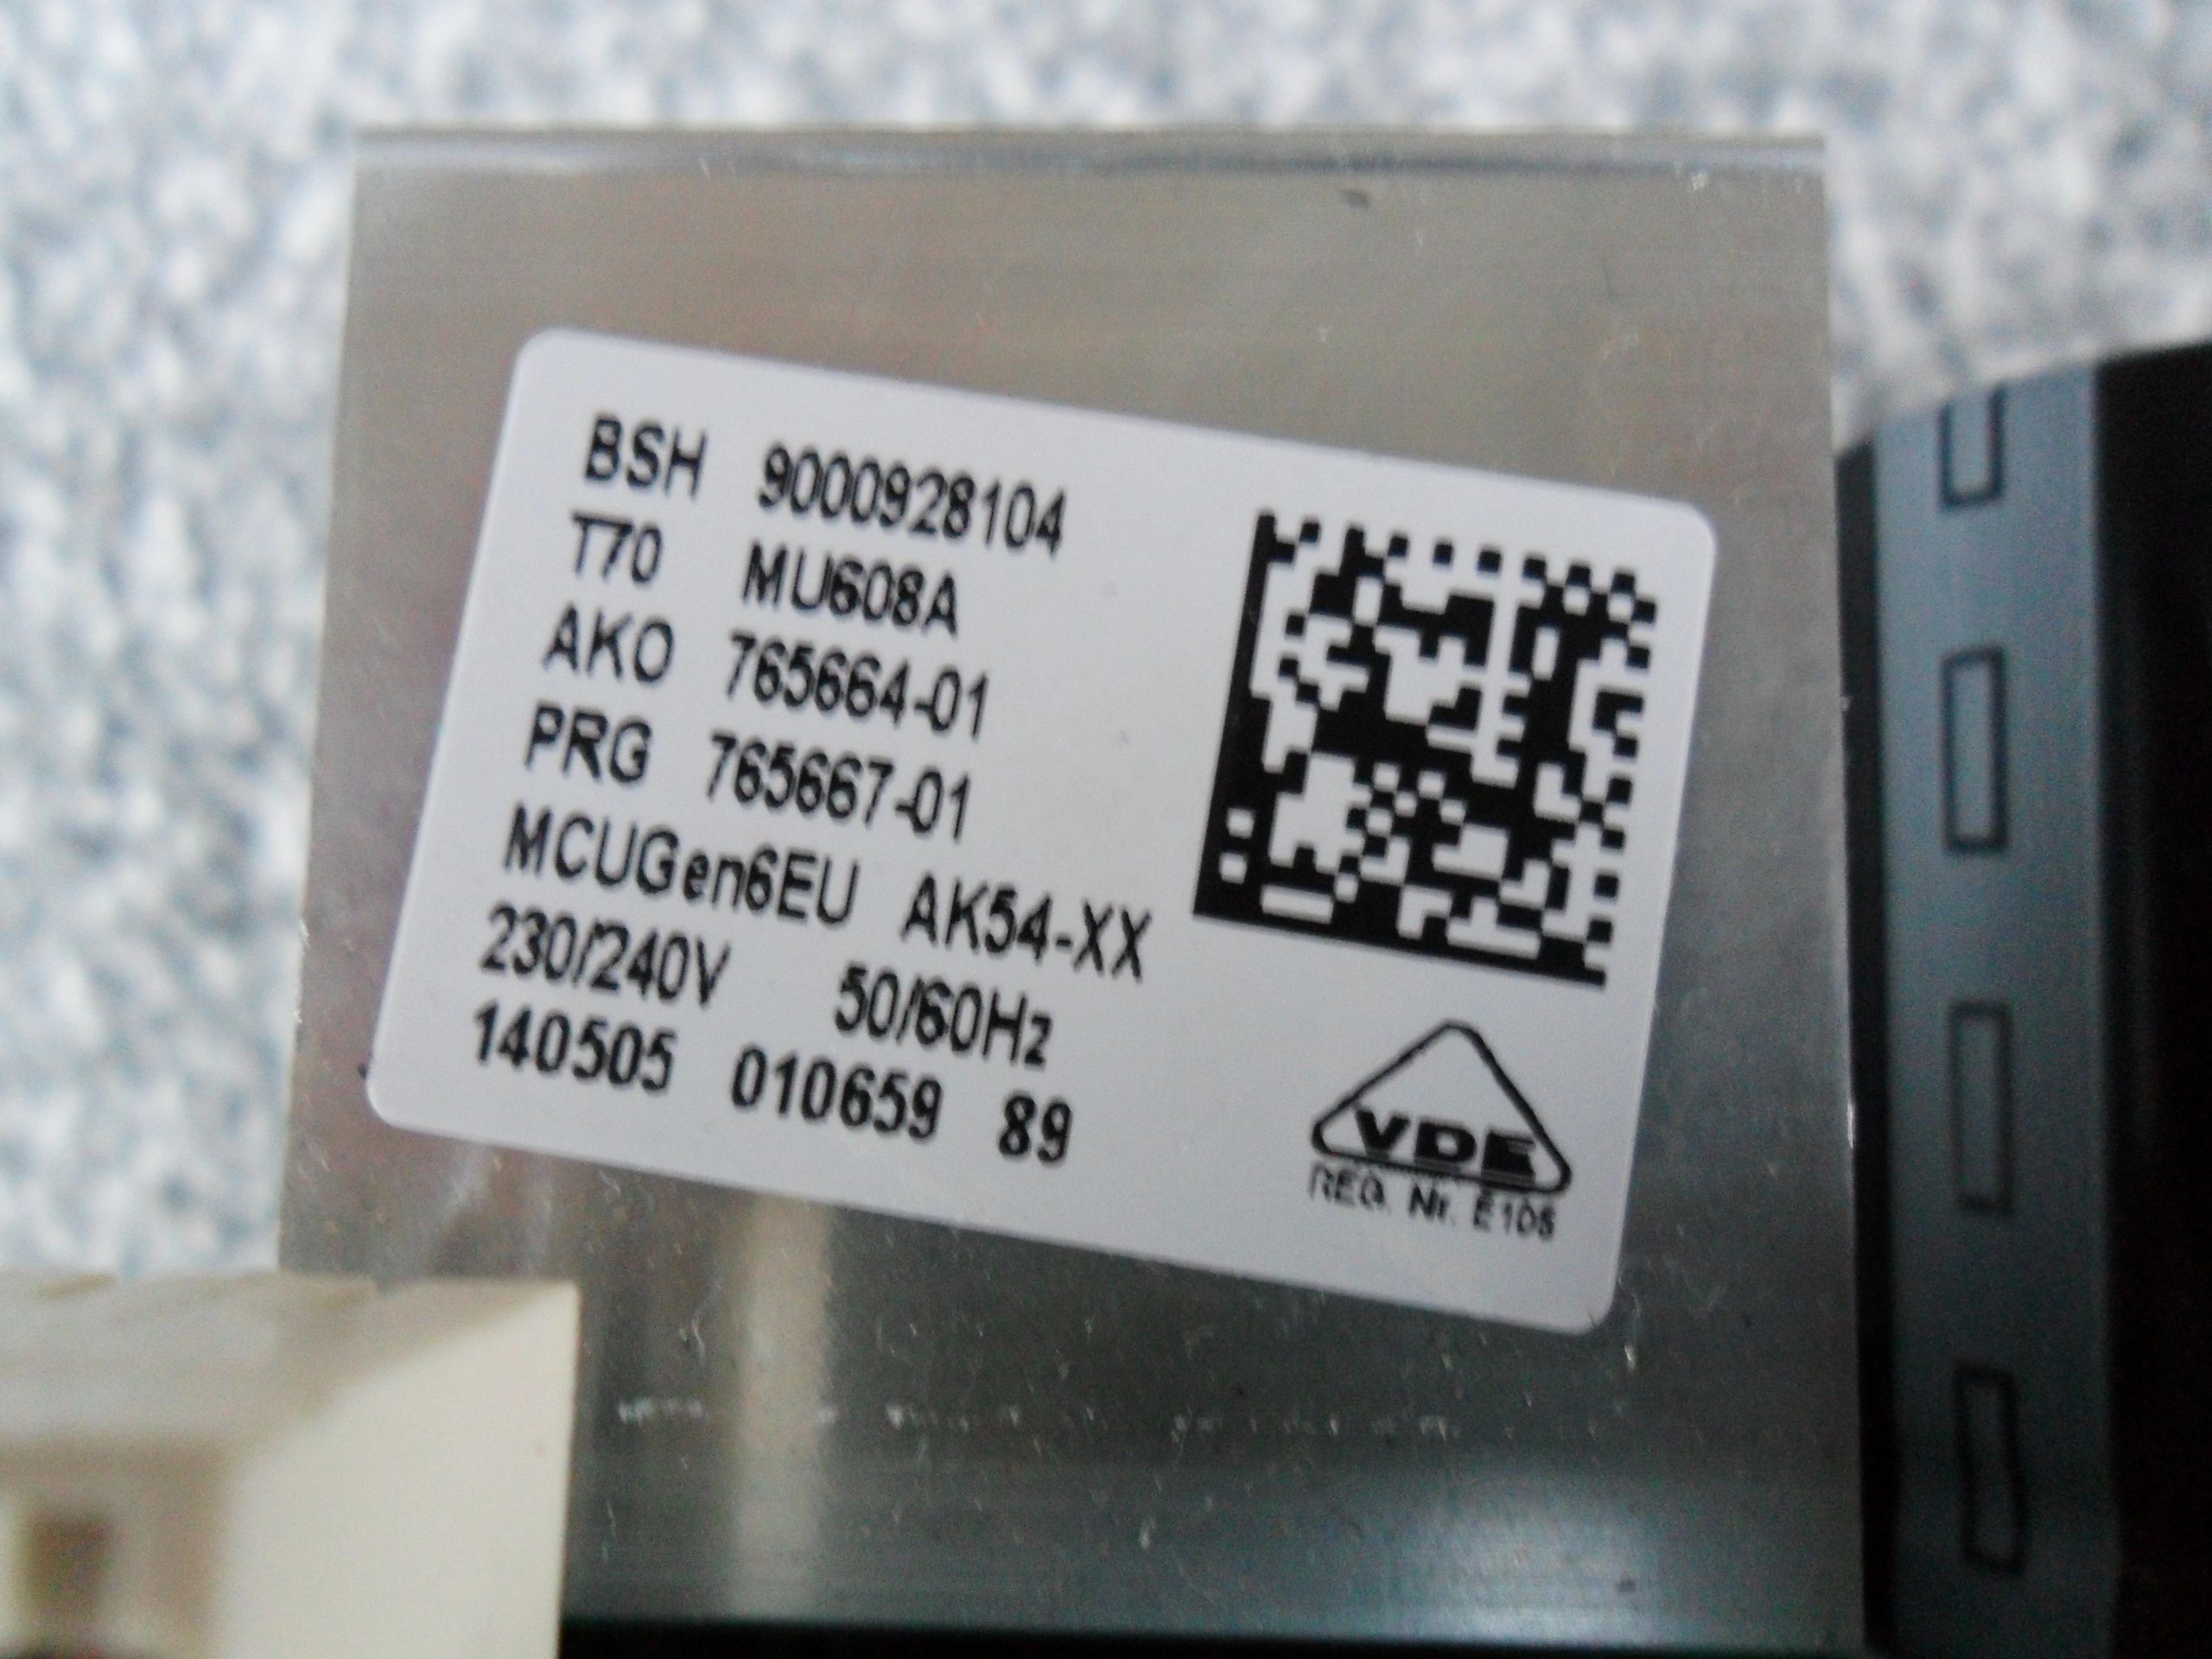 BSH 9000928104
T70 MU608A
AKO 765664-01
PRG 765667-01
MCUGen6EU AK54-XX
230/240V 50/60Hz
140505 010659 89
VDE
REG. Nr.